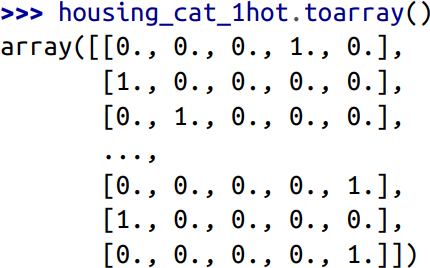 >>> housing_cat_1hot.toarray()
array([[0., 0., 0., 1., 0.],
       [1., 0., 0., 0., 0.],
       [0., 1., 0., 0., 0.],
       ...,
       [0., 0., 0., 0., 1.],
       [1., 0., 0., 0., 0.],
       [0., 0., 0., 0., 1.]])